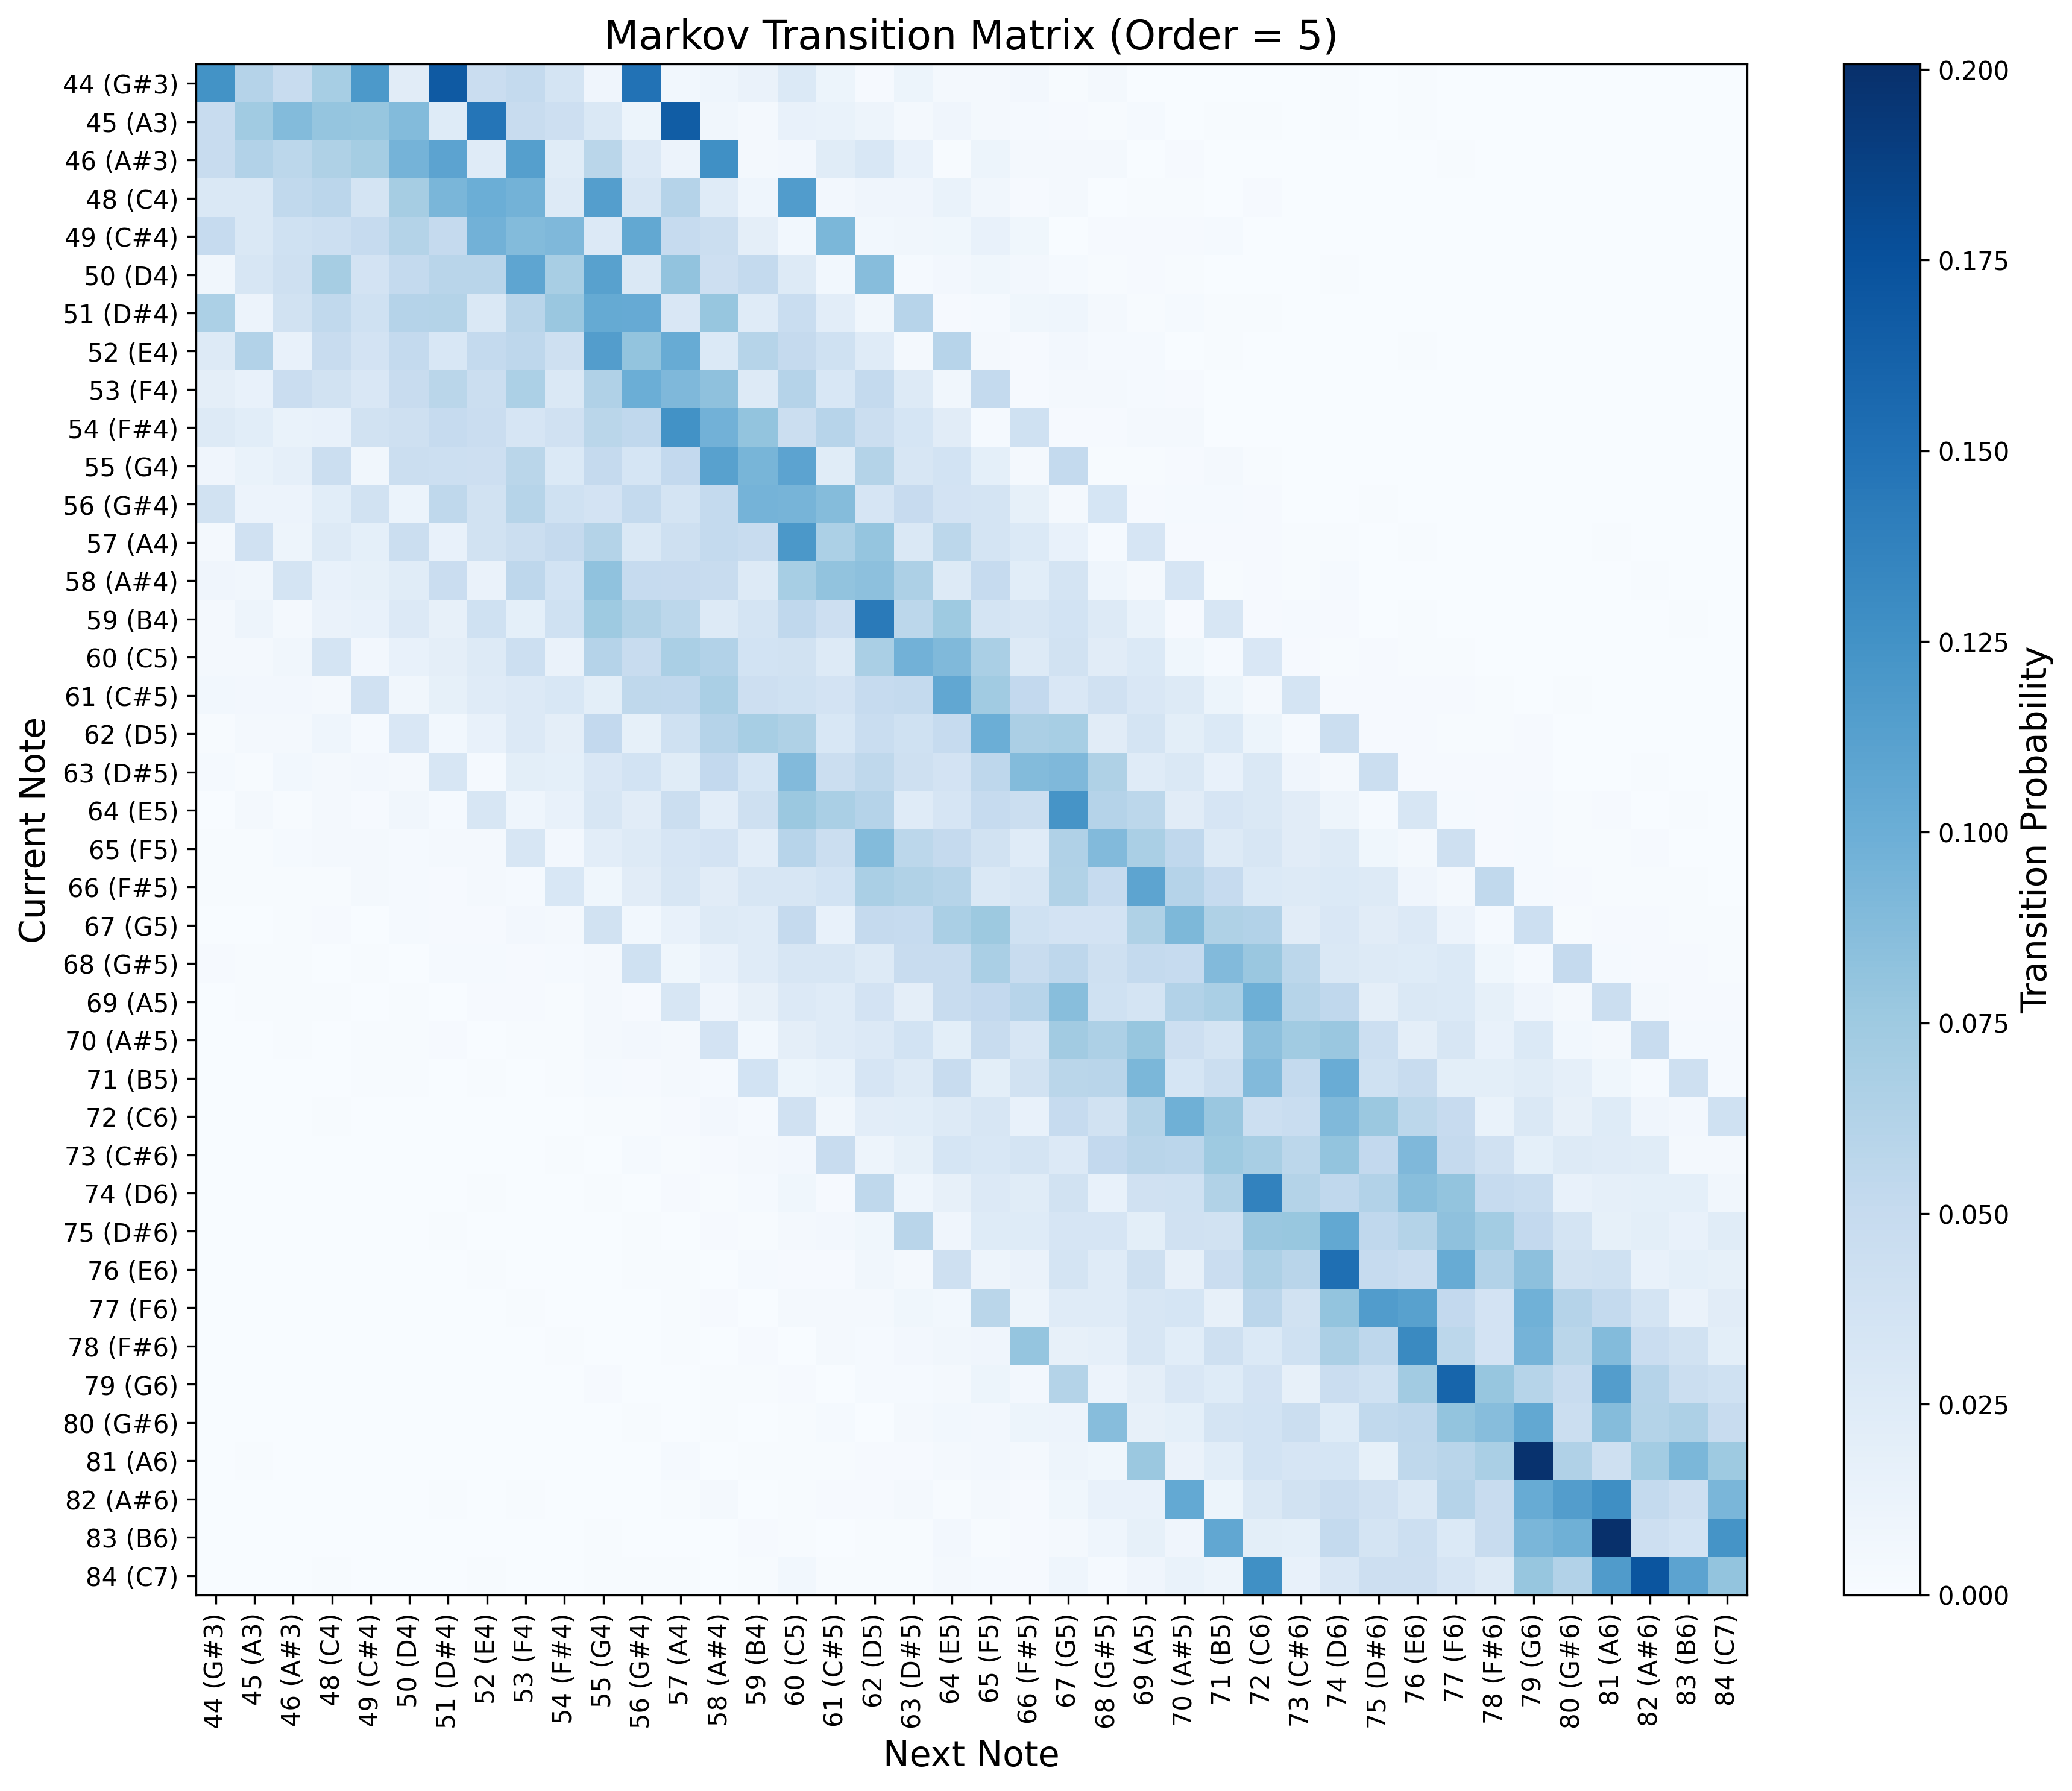 Markov Transition Matrix (Order = 5)
Current Note
44 (G#3)
45 (A3)
46 (A#3)
48 (C4)
49 (C#4)
50 (D4)
51 (D#4)
52 (E4)
53 (F4)
54 (F#4)
55 (G4)
56 (G#4)
57 (A4)
58 (A#4)
59 (B4)
60 (C5)
61 (C#5)
62 (D5)
63 (D#5)
64 (E5)
65 (F5)
66 (F#5)
67 (G5)
68 (G#5)
69 (A5)
70 (A#5)
71 (B5)
72 (C6)
73 (C#6)
74 (D6)
75 (D#6)
76 (E6)
77 (F6)
78 (F#6)
79 (G6)
80 (G#6)
81 (A6)
82 (A#6)
83 (B6)
84 (C7)
44 (G#3)
45 (A3)
46 (A#3)
48 (C4)
49 (C#4)
50 (D4)
51 (D#4)
52 (E4)
53 (F4)
54 (F#4)
55 (G4)
56 (G#4)
57 (A4)
58 (A#4)
59 (B4)
60 (C5)
61 (C#5)
62 (D5)
63 (D#5)
64 (E5)
65 (F5)
66 (F#5)
67 (G5)
68 (G#5)
69 (A5)
70 (A#5)
71 (B5)
72 (C6)
73 (C#6)
74 (D6)
75 (D#6)
76 (E6)
77 (F6)
78 (F#6)
79 (G6)
80 (G#6)
81 (A6)
82 (A#6)
83 (B6)
84 (C7)
Next Note
0.200
0.175
0.150
0.125
0.100
0.075
0.050
0.025
0.000
Transition Probability